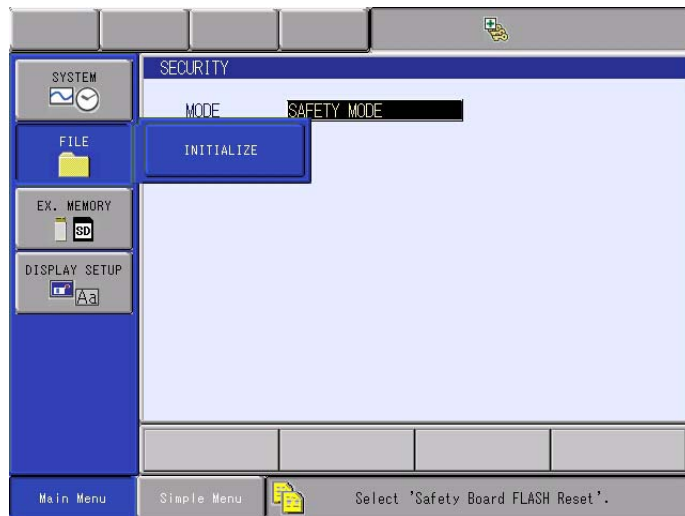 SYSTEM
FILE
EX. MEMORY
SD
DISPLAY SETUP
Aa
SECURITY
MODE SAFETY MODE
INITIALIZE
Main Menu
Simple Menu
Select 'Safety Board FLASH Reset'.